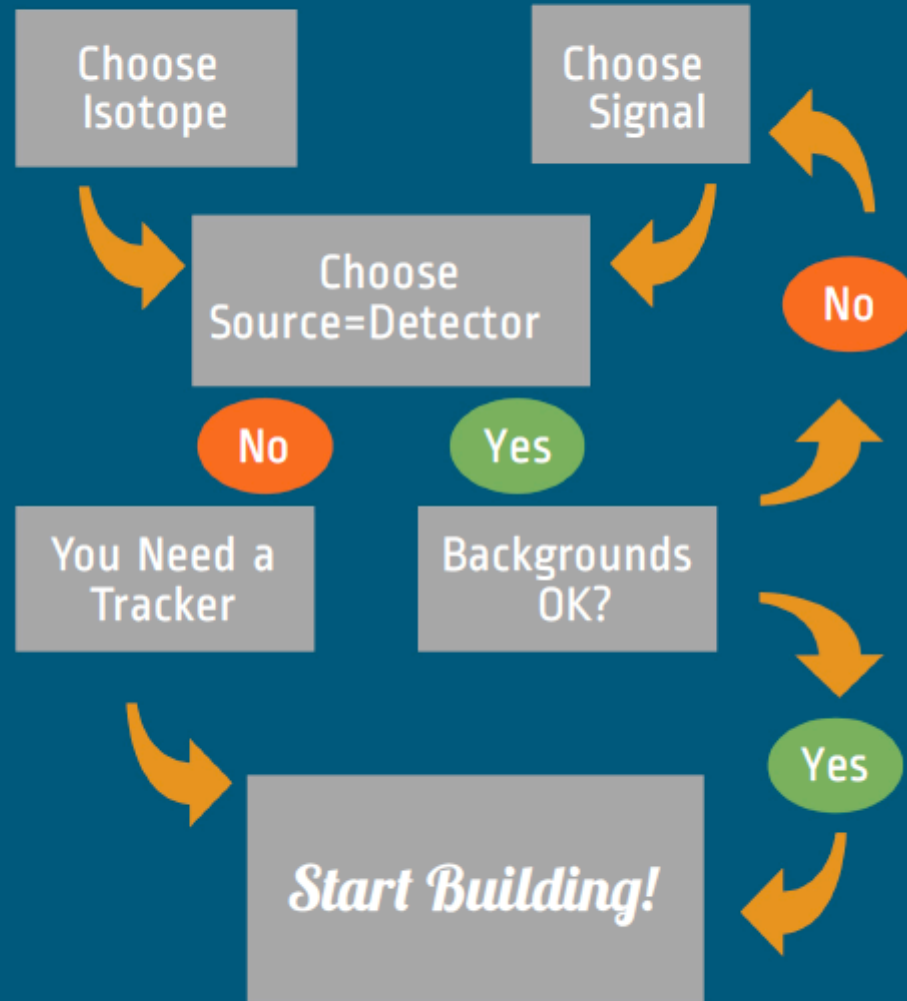 Choose
Isotope
Choose
Signal
Choose
Source=Detector
No
No
Yes
You Need a
Tracker
Backgrounds
OK?
Yes
Start Building!